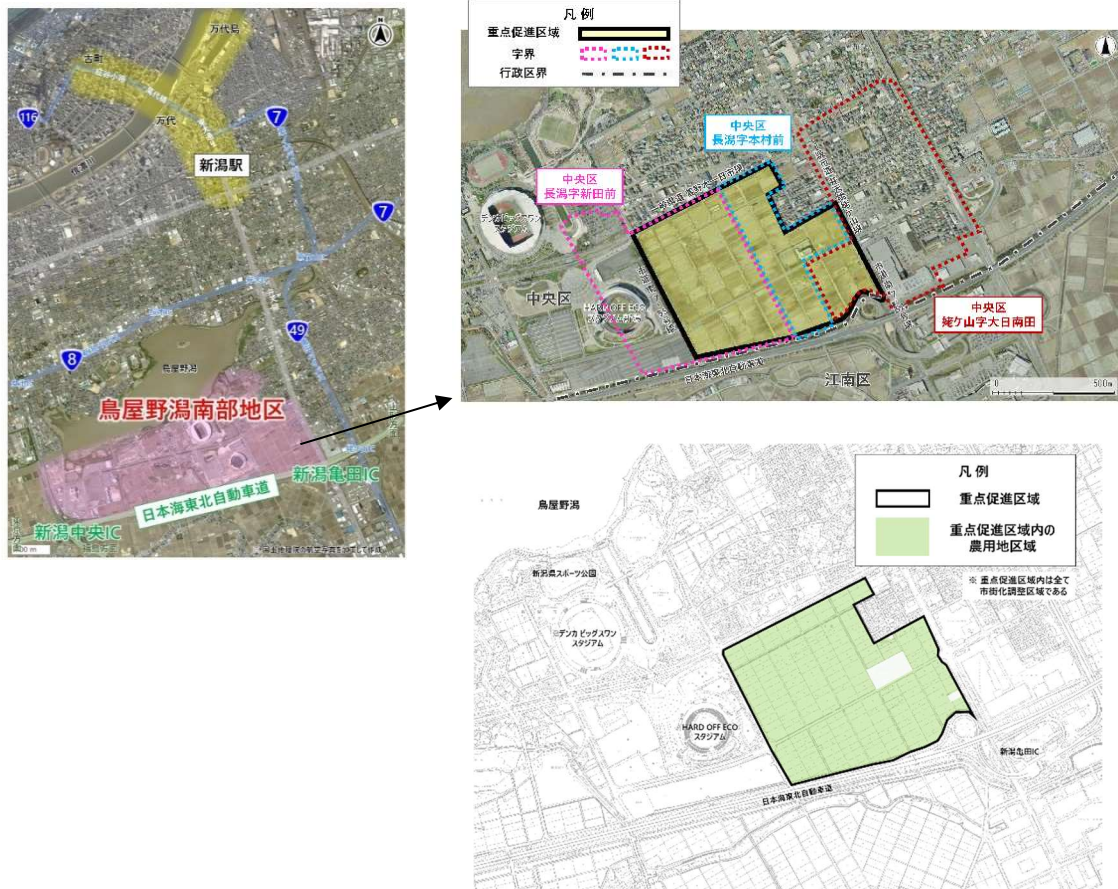 万代島
古町
116
万代
7
新潟駅
7
49
8
鳥屋野潟
鳥屋野潟南部地区
新潟亀田IC
日本海東北自動車道
新潟中央IC
凡例
重点促進区域
字界
行政区界
中央区
長潟字本村前
中央区
長潟字新田前
デンカビッグスワン
スタジアム
中央区
HARD OFF ECO
中央区
姥ケ山字大日南田
日本海東北自動車道
江南区
0
500m
凡例
重点促進区域
重点促進区域内の
農用地区域
※ 重点促進区域内は全て
市街化調整区域である
鳥屋野潟
新潟県スポーツ公園
デンカ ビッグスワン
スタジアム
HARD OFF ECO
スタジアム
新潟亀田IC
日本海東北自動車道